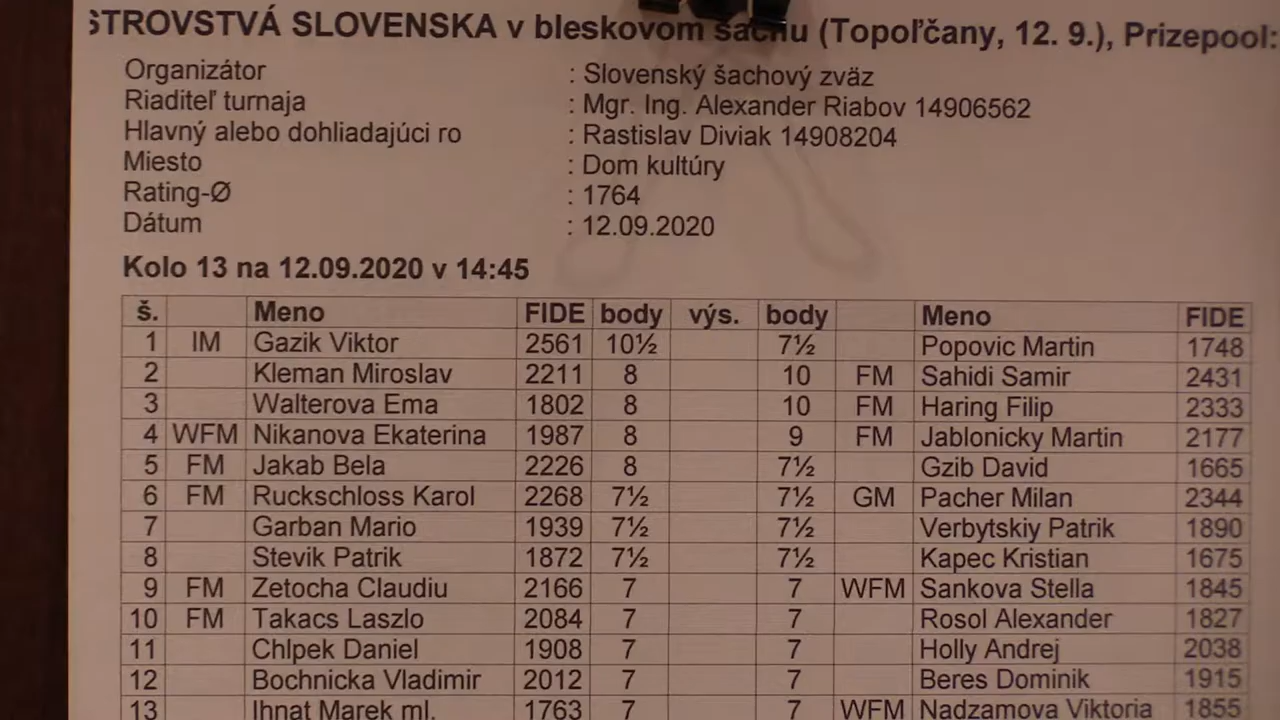 STROVSTVÁ SLOVENSKA v bleskovom šachu (Topoľčany, 12. 9.), Prizepool:
Organizátor : Slovenský šachový zväz
Riaditeľ turnaja : Mgr. Ing. Alexander Riabov 14906562
Hlavný alebo dohliadajúci ro : Rastislav Diviak 14908204
Miesto : Dom kultúry
Rating-Ø : 1764
Dátum : 12.09.2020
Kolo 13 na 12.09.2020 v 14:45
š. Meno FIDE body výs. body Meno FIDE
1 IM Gazik Viktor 2561 10½ 7½ Popovic Martin 1748
2 Kleman Miroslav 2211 8 10 FM Sahidi Samir 2431
3 Walterova Ema 1802 8 10 FM Haring Filip 2333
4 WFM Nikanova Ekaterina 1987 8 9 FM Jablonicky Martin 2177
5 FM Jakab Bela 2226 8 7½ Gzib David 1665
6 FM Ruckschloss Karol 2268 7½ 7½ GM Pacher Milan 2344
7 Garban Mario 1939 7½ 7½ Verbytskiy Patrik 1890
8 Stevik Patrik 1872 7½ 7½ Kapec Kristian 1675
9 FM Zetocha Claudiu 2166 7 7 WFM Sankova Stella 1845
10 FM Takacs Laszlo 2084 7 7 Rosol Alexander 1827
11 Chlpek Daniel 1908 7 7 Holly Andrej 2038
12 Bochnicka Vladimir 2012 7 7 Beres Dominik 1915
13 Ihnat Marek ml. 1763 7 7 WFM Nadzamova Viktoria 1855